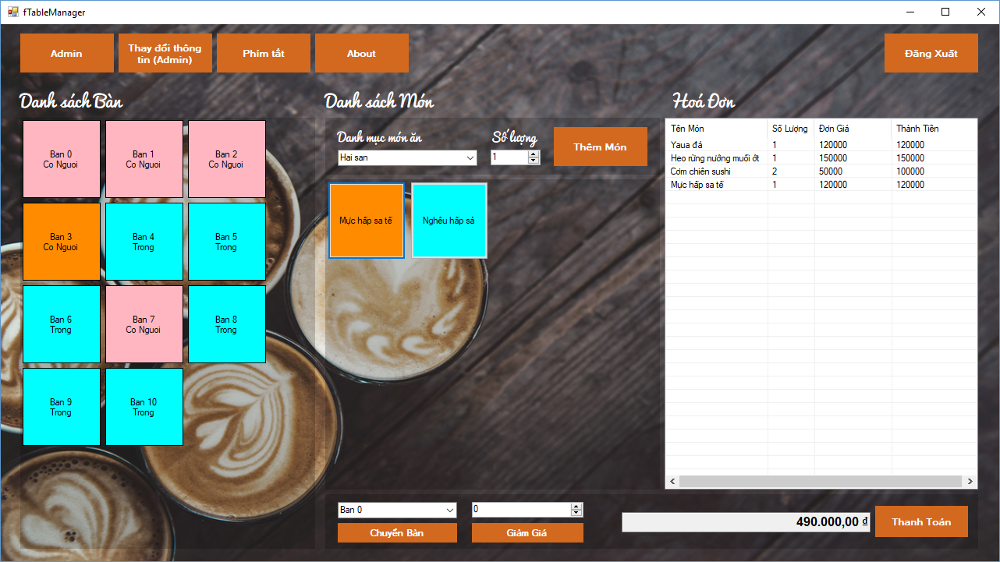 fTableManager
Admin
Thay đổi thông
tin (Admin)
Phím tắt
About
Đăng Xuất
Danh sách Bàn
Ban 0
Co Nguoi
Ban 1
Co Nguoi
Ban 2
Co Nguoi
Ban 3
Co Nguoi
Ban 4
Trong
Ban 5
Trong
Ban 6
Trong
Ban 7
Co Nguoi
Ban 8
Trong
Ban 9
Trong
Ban 10
Trong
Danh sách Món
Danh mục món ăn
Số lượng
Hai san
1
Thêm Món
Mực hấp sa tế
Nghêu hấp sả
Hoá Đơn
Tên Món Số Lượng Đơn Giá Thành Tiền
Yaua đá 1 120000 120000
Heo rừng nướng muối ớt 1 150000 150000
Cơm chiên sushi 2 50000 100000
Mực hấp sa tế 1 120000 120000
Ban 0
0
Chuyển Bàn
Giảm Giá
490.000,00 ₫
Thanh Toán